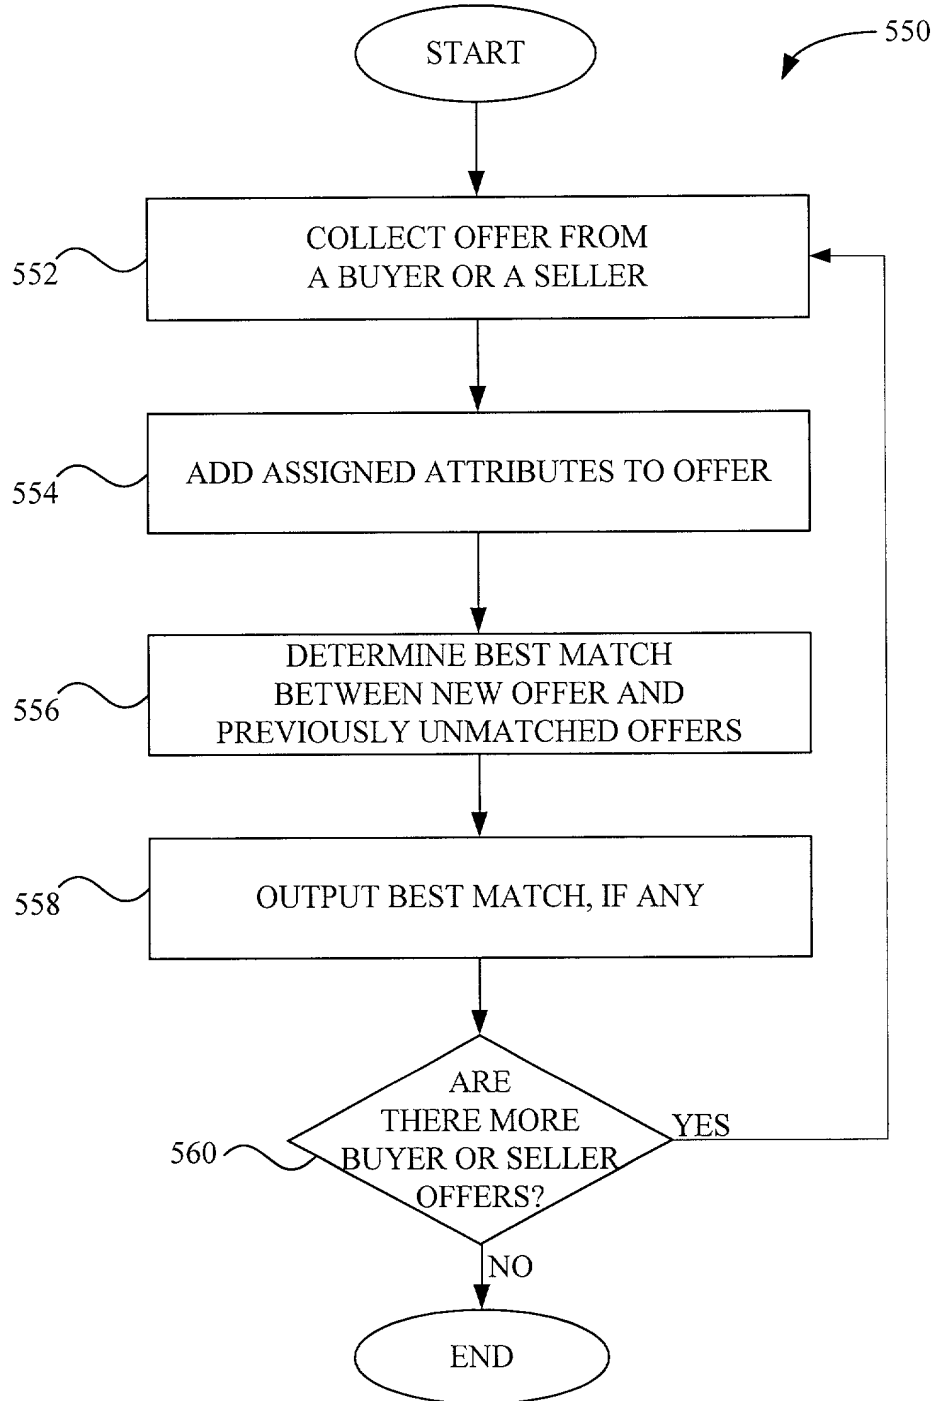 START
550
COLLECT OFFER FROM
A BUYER OR A SELLER
552
ADD ASSIGNED ATTRIBUTES TO OFFER
554
DETERMINE BEST MATCH
BETWEEN NEW OFFER AND
PREVIOUSLY UNMATCHED OFFERS
556
OUTPUT BEST MATCH, IF ANY
558
ARE
THERE MORE
BUYER OR SELLER
OFFERS?
YES
560
NO
END